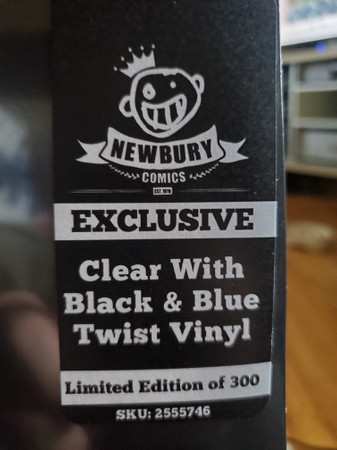 NEWBURY
COMICS
EST. 1978
EXCLUSIVE
Clear With
Black & Blue
Twist Vinyl
Limited Edition of 300
SKU: 2555746